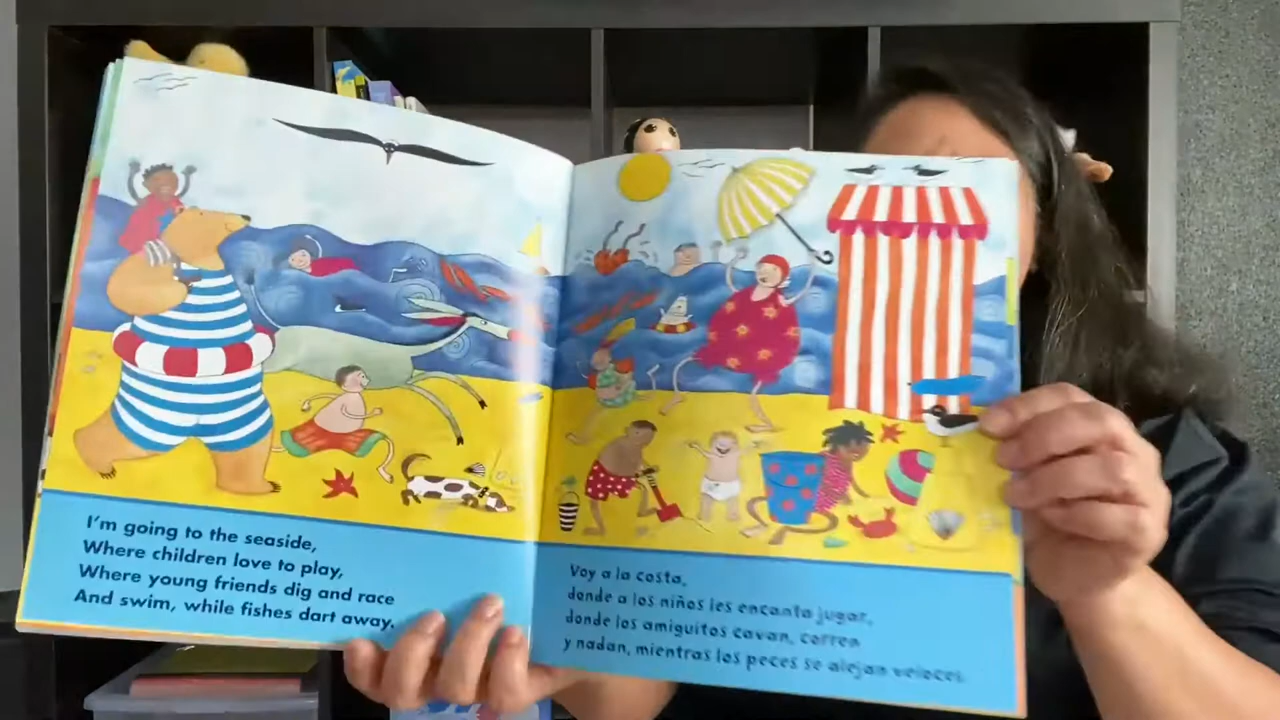 I'm going to the seaside,
Where children love to play,
Where young friends dig and race
And swim, while fishes dart away.
Voy a la costa,
donde a los niños les encanta jugar,
donde los amiguitos cavan, corren
y nadan, mientras los peces se alejan veloces.